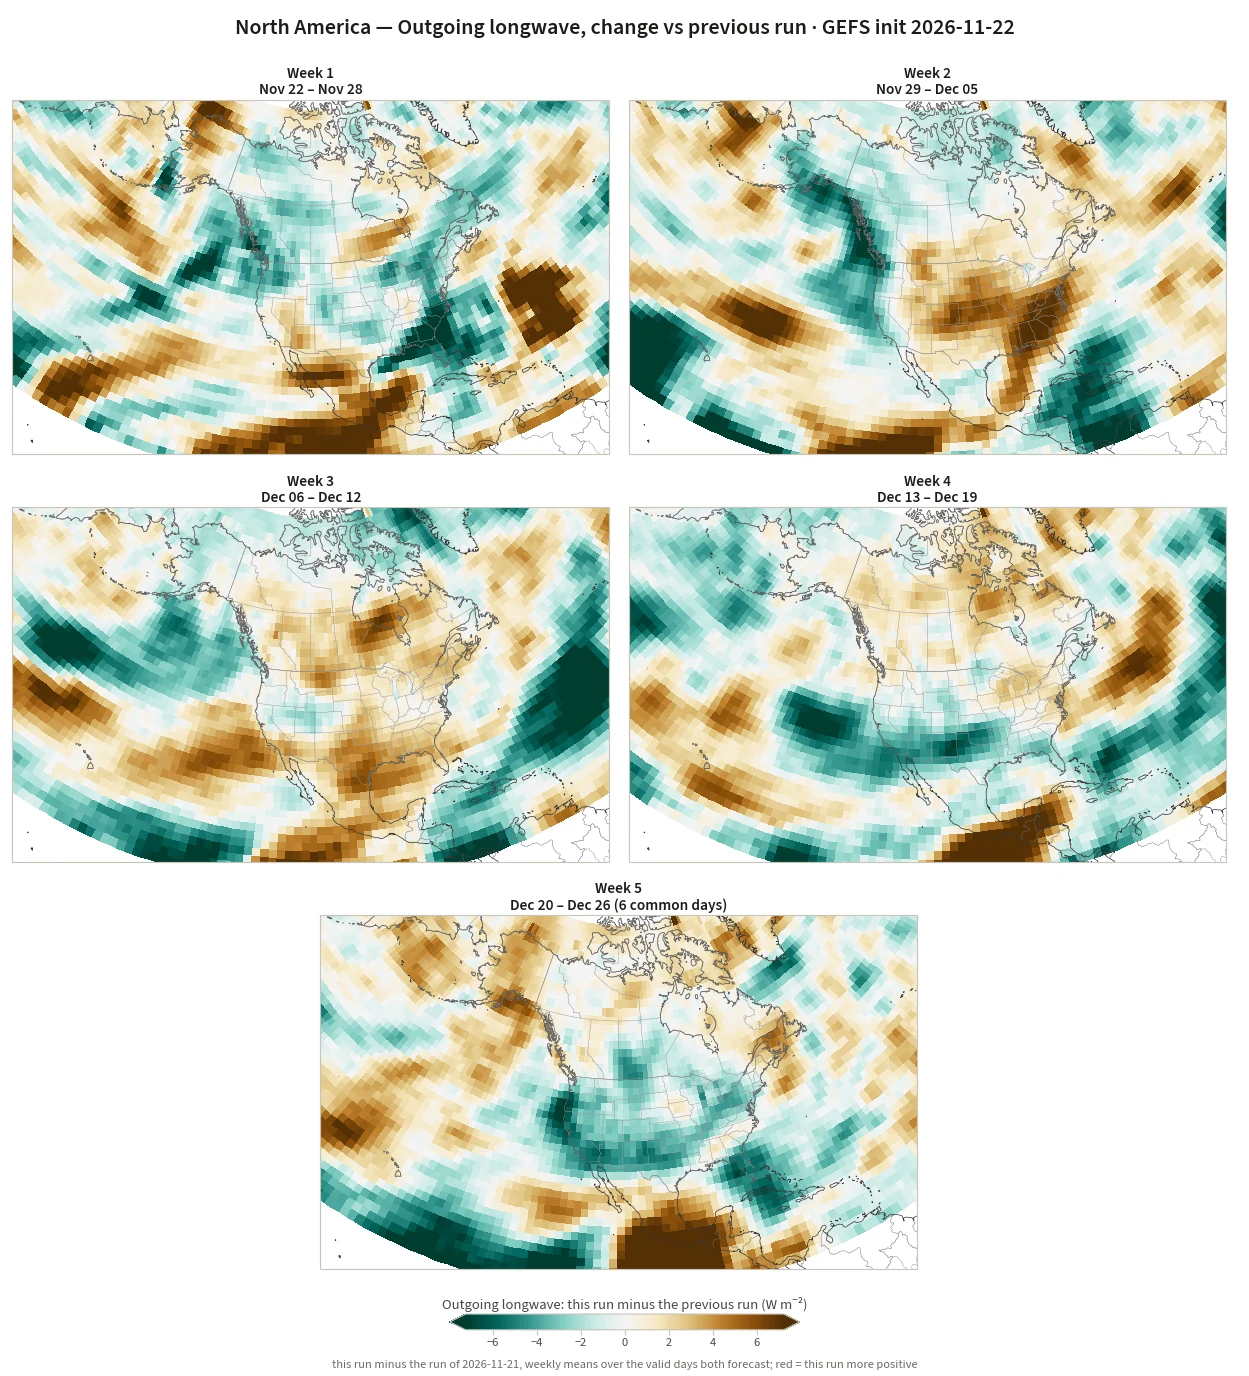 North America — Outgoing longwave, change vs previous run · GEFS init 2026-11-22
Week 1
Nov 22 – Nov 28
Week 2
Nov 29 – Dec 05
Week 3
Dec 06 – Dec 12
Week 4
Dec 13 – Dec 19
Week 5
Dec 20 – Dec 26 (6 common days)
Outgoing longwave: this run minus the previous run (W m⁻²)
−6 −4 −2 0 2 4 6
this run minus the run of 2026-11-21, weekly means over the valid days both forecast; red = this run more positive